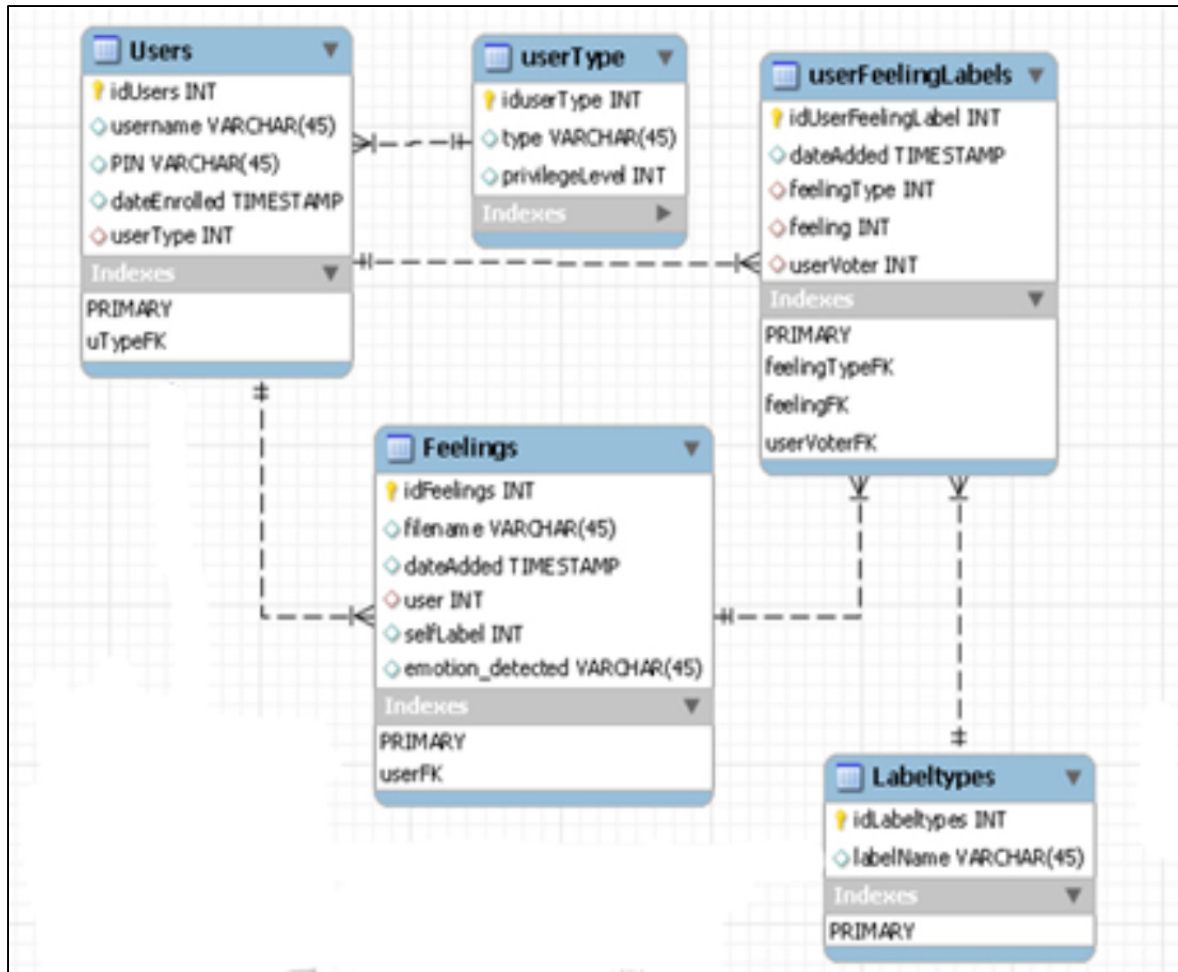 Users
idUsers INT
username VARCHAR(45)
PIN VARCHAR(45)
dateEnrolled TIMESTAMP
userType INT
Indexes
PRIMARY
uTypeFK
userType
iduserType INT
type VARCHAR(45)
privilegeLevel INT
Indexes
userFeelingLabels
idUserFeelingLabel INT
dateAdded TIMESTAMP
feelingType INT
feeling INT
userVoter INT
Indexes
PRIMARY
feelingTypeFK
feelingFK
userVoterFK
Feelings
idFeelings INT
filename VARCHAR(45)
dateAdded TIMESTAMP
user INT
selfLabel INT
emotion_detected VARCHAR(45)
Indexes
PRIMARY
userFK
Labeltypes
idLabeltypes INT
labelName VARCHAR(45)
Indexes
PRIMARY